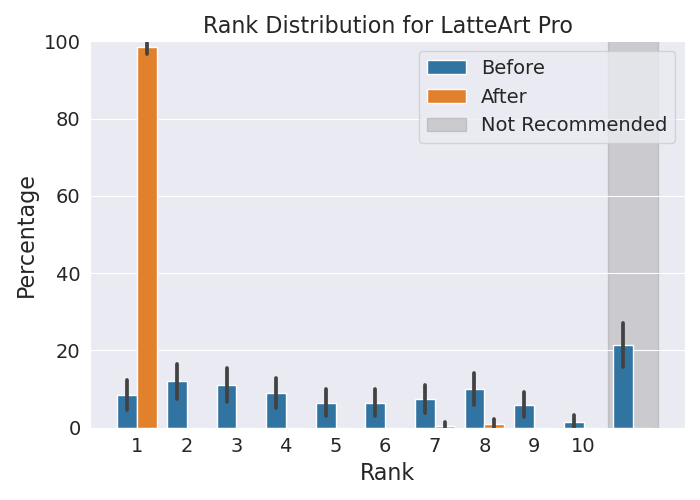 Rank Distribution for LatteArt Pro
100
80
60
40
20
0
Percentage
Before
After
Not Recommended
1 2 3 4 5 6 7 8 9 10
Rank